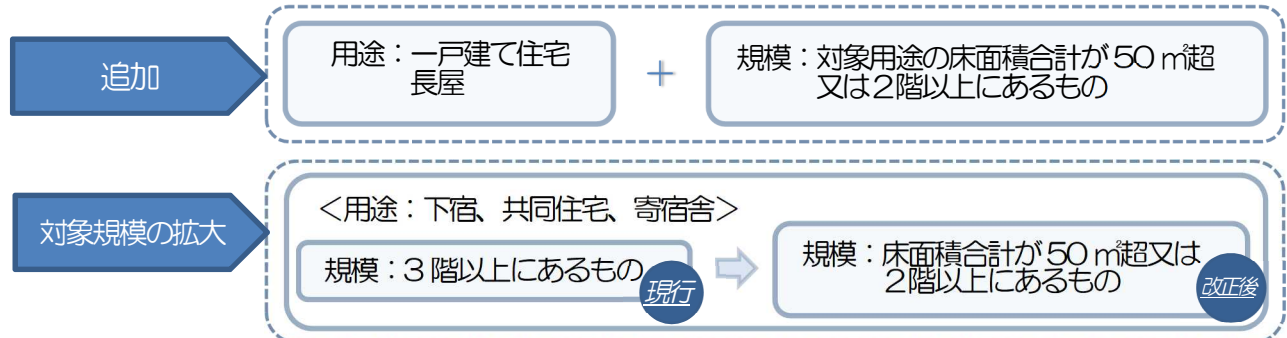 追加
用途：一戸建て住宅
長屋
＋
規模：対象用途の床面積合計が50㎡超
又は2階以上にあるもの
対象規模の拡大
＜用途：下宿、共同住宅、寄宿舎＞
規模：3階以上にあるもの
現行
規模：床面積合計が50㎡超又は
2階以上にあるもの
改正後